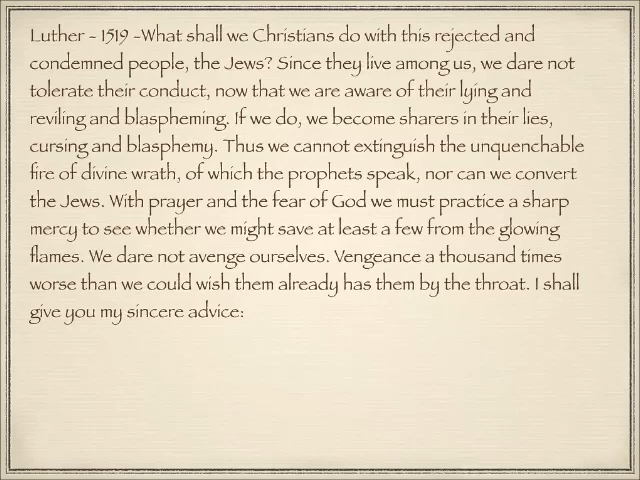 Luther - 1519 -What shall we Christians do with this rejected and
condemned people, the Jews? Since they live among us, we dare not
tolerate their conduct, now that we are aware of their lying and
reviling and blaspheming. If we do, we become sharers in their lies,
cursing and blasphemy. Thus we cannot extinguish the unquenchable
fire of divine wrath, of which the prophets speak, nor can we convert
the Jews. With prayer and the fear of God we must practice a sharp
mercy to see whether we might save at least a few from the glowing
flames. We dare not avenge ourselves. Vengeance a thousand times
worse than we could wish them already has them by the throat. I shall
give you my sincere advice: